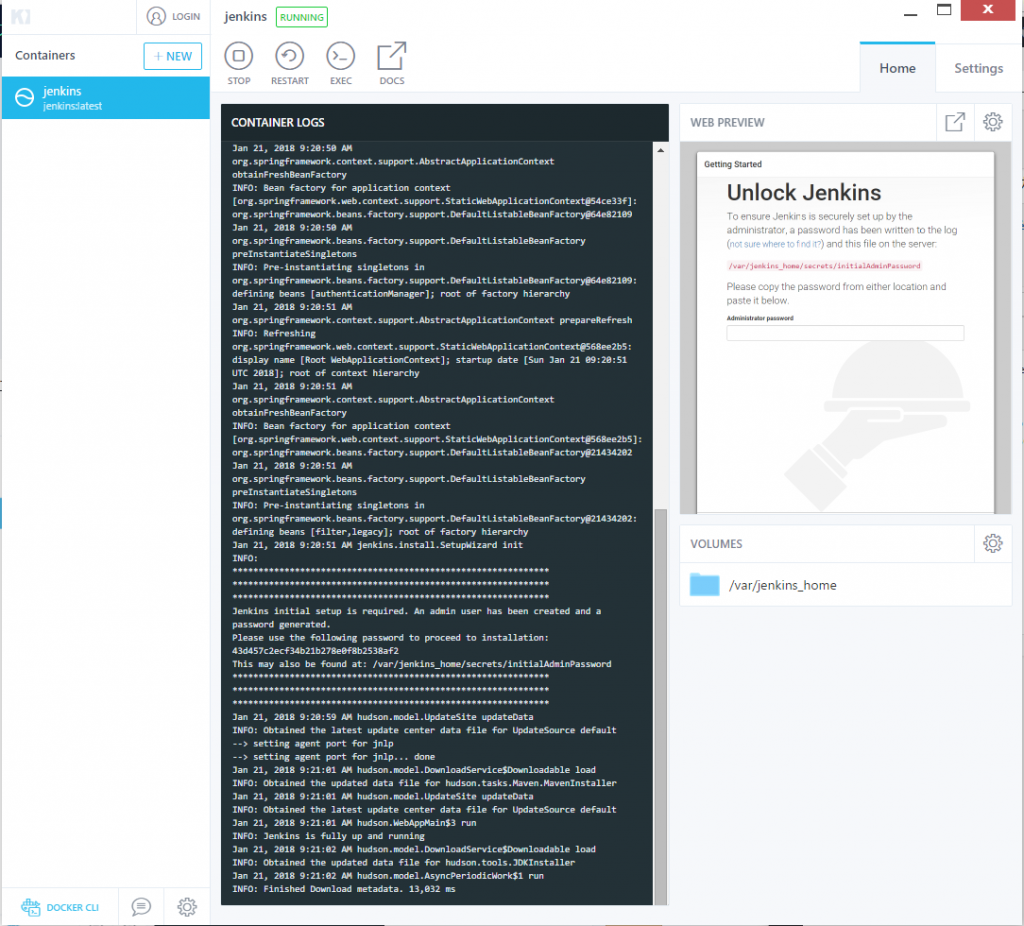 LOGIN
jenkins RUNNING
Containers
+ NEW
jenkins
jenkins:latest
STOP
RESTART
EXEC
DOCS
Home
Settings
CONTAINER LOGS
Jan 21, 2018 9:20:50 AM
org.springframework.context.support.AbstractApplicationContext
obtainFreshBeanFactory
INFO: Bean factory for application context
[org.springframework.web.context.support.StaticWebApplicationContext@54ce33f]:
org.springframework.beans.factory.support.DefaultListableBeanFactory@64e82109
Jan 21, 2018 9:20:50 AM
org.springframework.beans.factory.support.DefaultListableBeanFactory
preInstantiateSingletons
INFO: Pre-instantiating singletons in
org.springframework.beans.factory.support.DefaultListableBeanFactory@64e82109:
defining beans [authenticationManager]; root of factory hierarchy
Jan 21, 2018 9:20:51 AM
org.springframework.context.support.AbstractApplicationContext prepareRefresh
INFO: Refreshing
org.springframework.web.context.support.StaticWebApplicationContext@568ee2b5:
display name [Root WebApplicationContext]; startup date [Sun Jan 21 09:20:51
UTC 2018]; root of context hierarchy
Jan 21, 2018 9:20:51 AM
org.springframework.context.support.AbstractApplicationContext
obtainFreshBeanFactory
INFO: Bean factory for application context
[org.springframework.web.context.support.StaticWebApplicationContext@568ee2b5]:
org.springframework.beans.factory.support.DefaultListableBeanFactory@21434202
Jan 21, 2018 9:20:51 AM
org.springframework.beans.factory.support.DefaultListableBeanFactory
preInstantiateSingletons
INFO: Pre-instantiating singletons in
org.springframework.beans.factory.support.DefaultListableBeanFactory@21434202:
defining beans [filter,legacy]; root of factory hierarchy
Jan 21, 2018 9:20:51 AM jenkins.install.SetupWizard init
INFO:
*************************************************************
*************************************************************
*************************************************************
Jenkins initial setup is required. An admin user has been created and a
password generated.
Please use the following password to proceed to installation:
43d457c2ecf34b21b278e0f8b2538af2
This may also be found at: /var/jenkins_home/secrets/initialAdminPassword
*************************************************************
*************************************************************
*************************************************************
Jan 21, 2018 9:20:59 AM hudson.model.UpdateSite updateData
INFO: Obtained the latest update center data file for UpdateSource default
--> setting agent port for jnlp
--> setting agent port for jnlp... done
Jan 21, 2018 9:21:01 AM hudson.model.DownloadService$Downloadable load
INFO: Obtained the updated data file for hudson.tasks.Maven.MavenInstaller
Jan 21, 2018 9:21:01 AM hudson.model.UpdateSite updateData
INFO: Obtained the latest update center data file for UpdateSource default
Jan 21, 2018 9:21:01 AM hudson.WebAppMain$3 run
INFO: Jenkins is fully up and running
Jan 21, 2018 9:21:02 AM hudson.model.DownloadService$Downloadable load
INFO: Obtained the updated data file for hudson.tools.JDKInstaller
Jan 21, 2018 9:21:02 AM hudson.model.AsyncPeriodicWork$1 run
INFO: Finished Download metadata. 13,032 ms
WEB PREVIEW
Getting Started
Unlock Jenkins
To ensure Jenkins is securely set up by the
administrator, a password has been written to the log
(not sure where to find it?) and this file on the server:
/var/jenkins_home/secrets/initialAdminPassword
Please copy the password from either location and
paste it below.
Administrator password
VOLUMES
/var/jenkins_home
DOCKER CLI